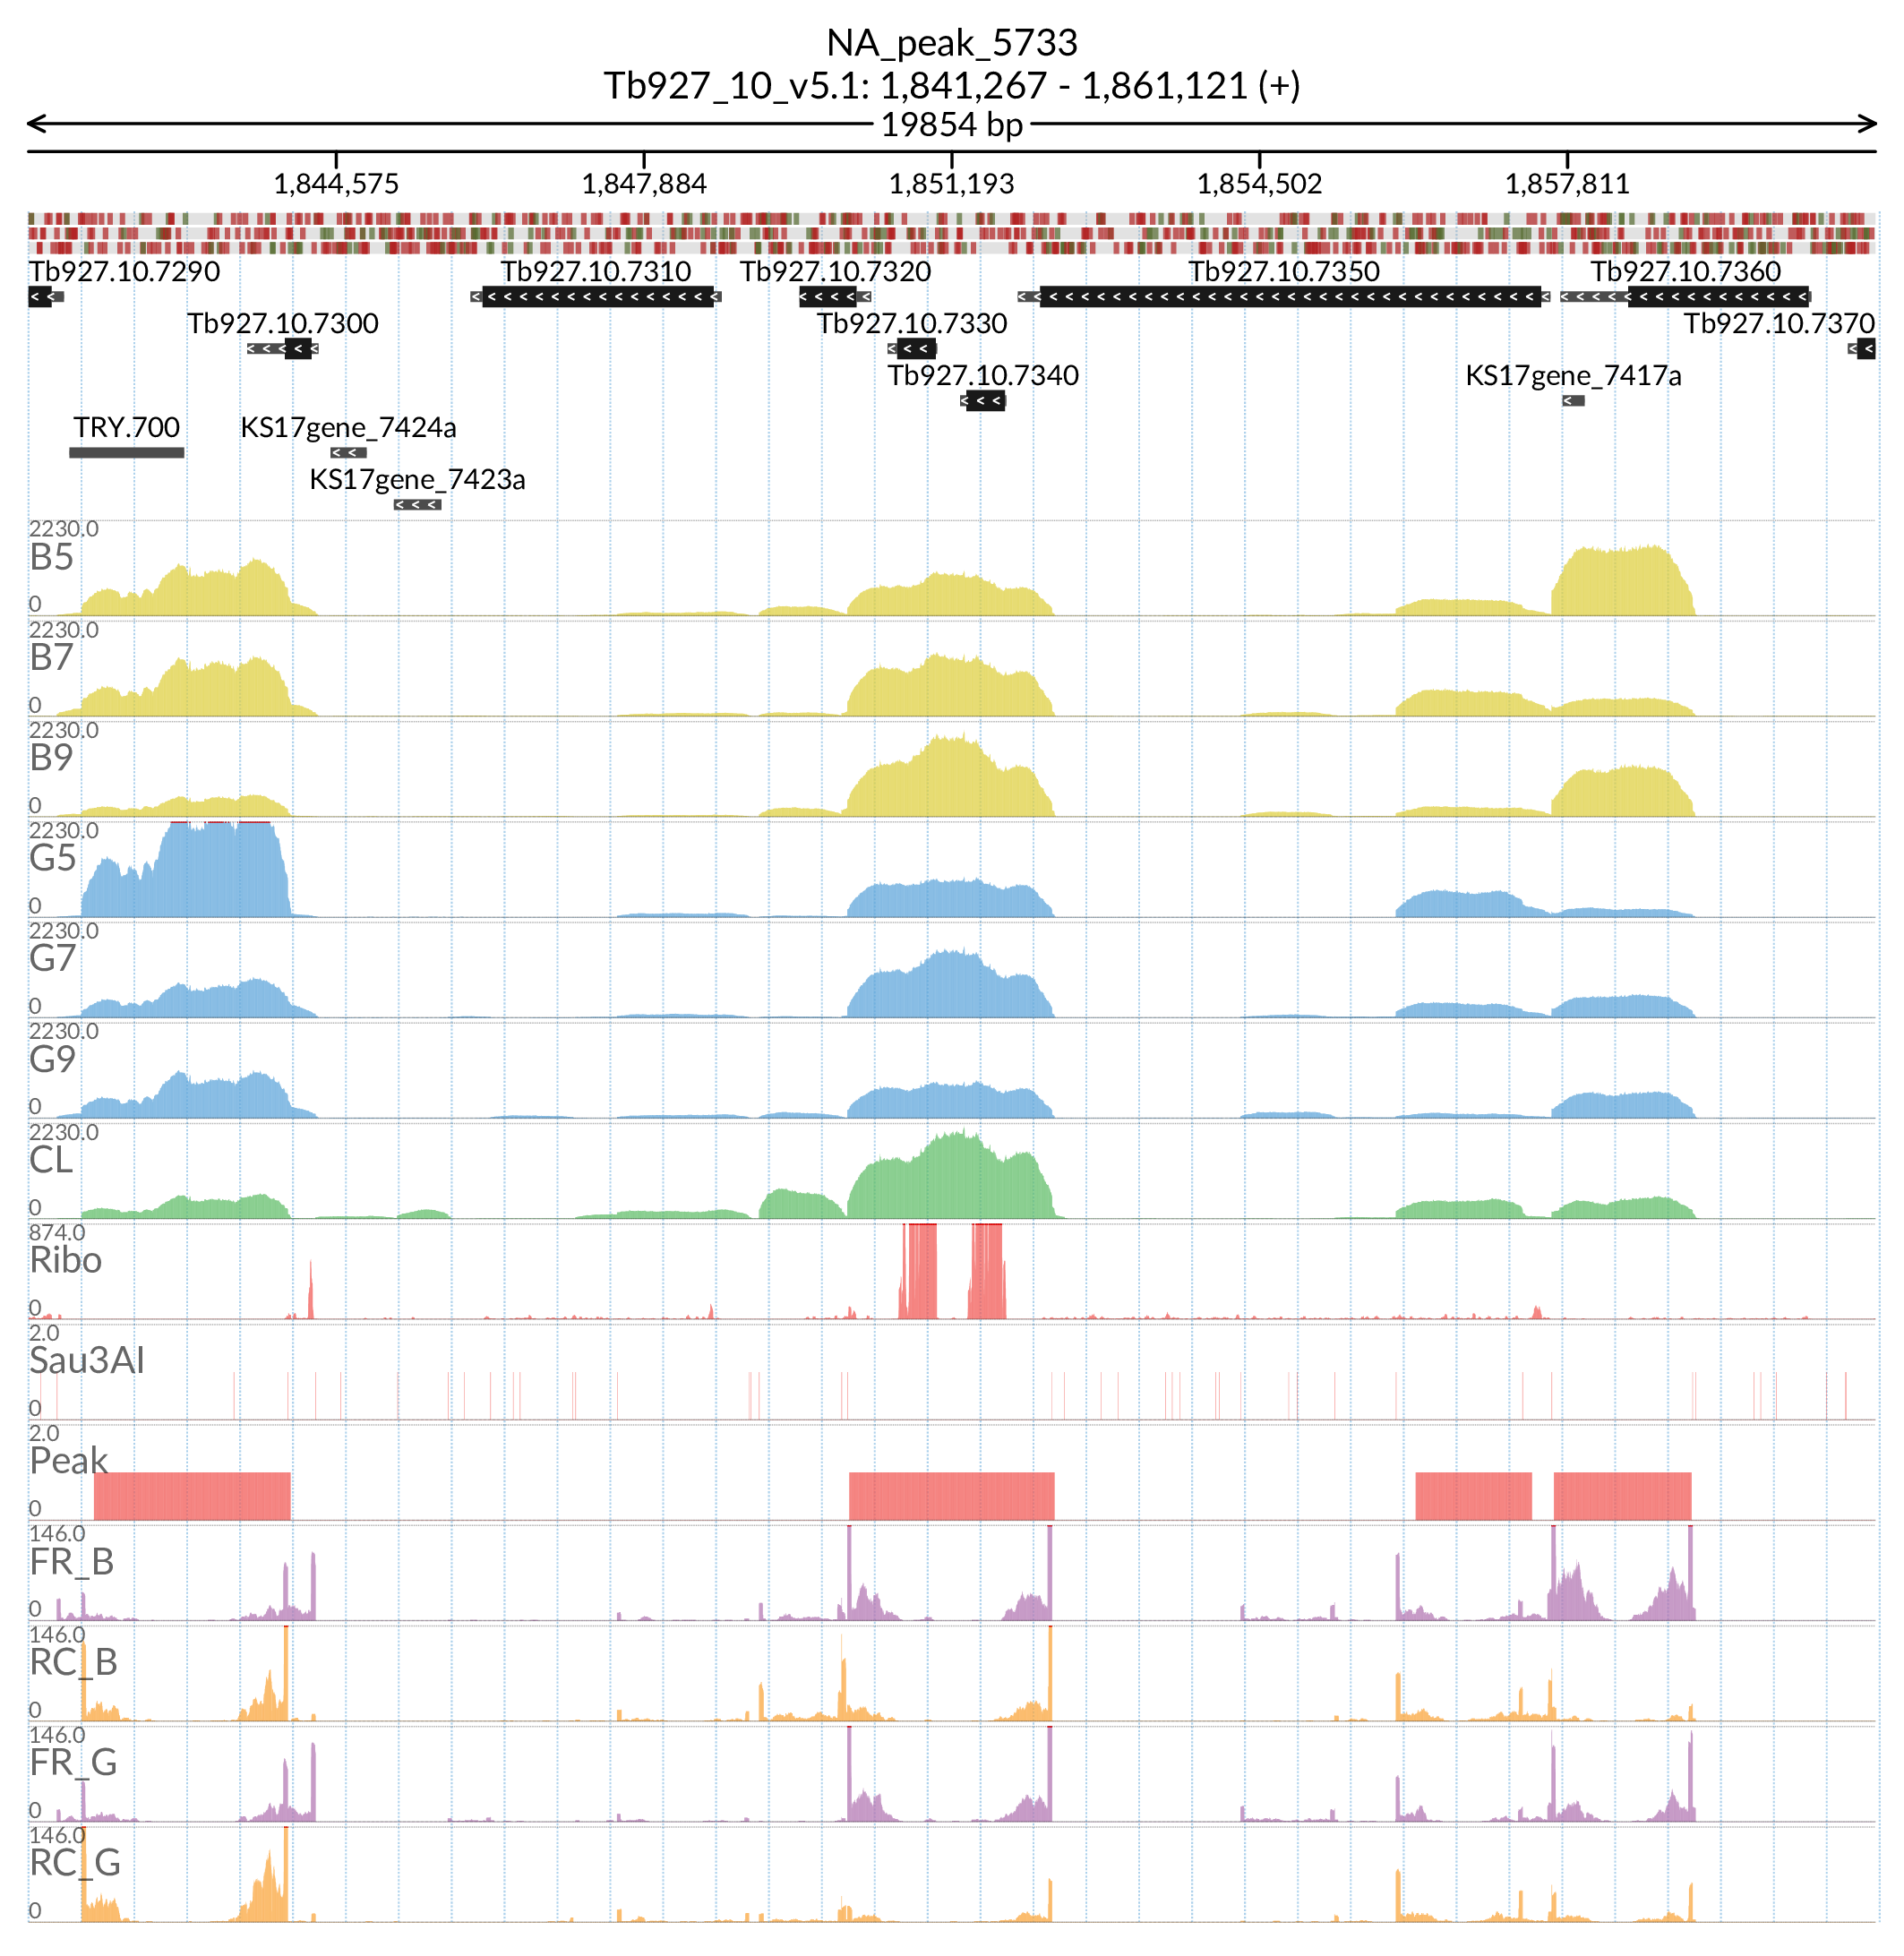 NA_peak_5733
Tb927_10_v5.1: 1,841,267 - 1,861,121 (+)
19854 bp
1,844,575 1,847,884 1,851,193 1,854,502 1,857,811
Tb927.10.7290 Tb927.10.7310 Tb927.10.7320 Tb927.10.7350 Tb927.10.7360
Tb927.10.7300 Tb927.10.7330 Tb927.10.7370
Tb927.10.7340 KS17gene_7417a
TRY.700 KS17gene_7424a
KS17gene_7423a
2230.0
B5
0
2230.0
B7
0
2230.0
B9
0
2230.0
G5
0
2230.0
G7
0
2230.0
G9
0
2230.0
CL
0
874.0
Ribo
0
2.0
Sau3AI
0
2.0
Peak
0
146.0
FR_B
0
146.0
RC_B
0
146.0
FR_G
0
146.0
RC_G
0